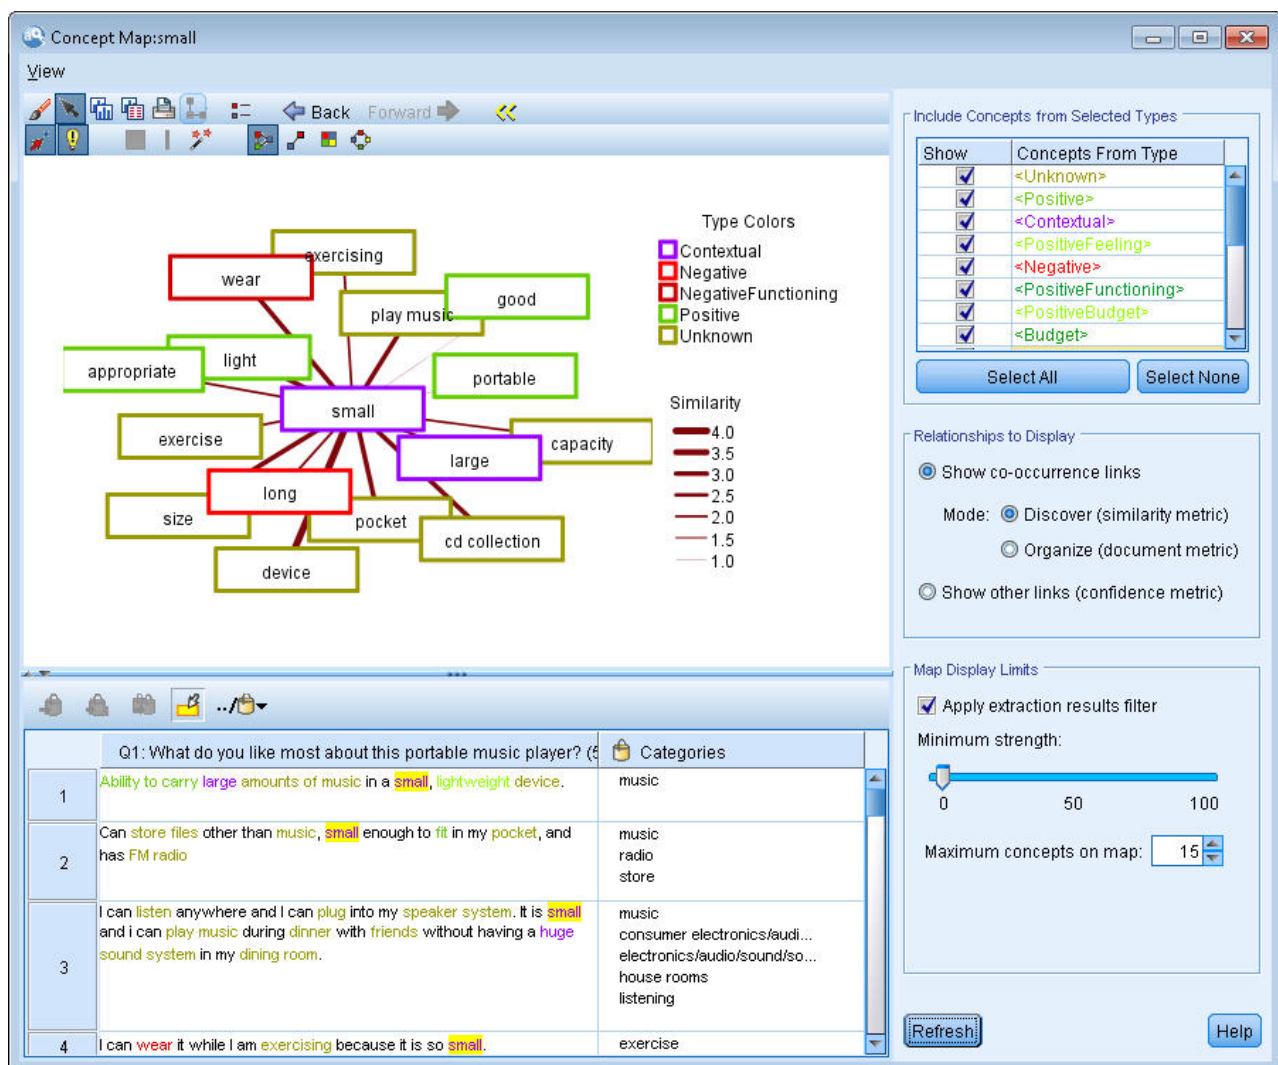 Concept Map:small
View
Back Forward
exercising
wear
good
play music
light
appropriate
portable
small
exercise
capacity
large
long
size
pocket
cd collection
device
Type Colors
Contextual
Negative
NegativeFunctioning
Positive
Unknown
Similarity
4.0
3.5
3.0
2.5
2.0
1.5
1.0
Include Concepts from Selected Types
Show Concepts From Type
<Unknown>
<Positive>
<Contextual>
<PositiveFeeling>
<Negative>
<PositiveFunctioning>
<PositiveBudget>
<Budget>
Select All Select None
Relationships to Display
Show co-occurrence links
Mode: Discover (similarity metric)
Organize (document metric)
Show other links (confidence metric)
Map Display Limits
Apply extraction results filter
Minimum strength:
0 50 100
Maximum concepts on map: 15
Refresh Help
../
Q1: What do you like most about this portable music player? (5 Categories
1 Ability to carry large amounts of music in a small, lightweight device. music
2 Can store files other than music, small enough to fit in my pocket, and
has FM radio
music
radio
store
3 I can listen anywhere and I can plug into my speaker system. It is small
and i can play music during dinner with friends without having a huge
sound system in my dining room.
music
consumer electronics/audi...
electronics/audio/sound/so...
house rooms
listening
4 I can wear it while I am exercising because it is so small. exercise